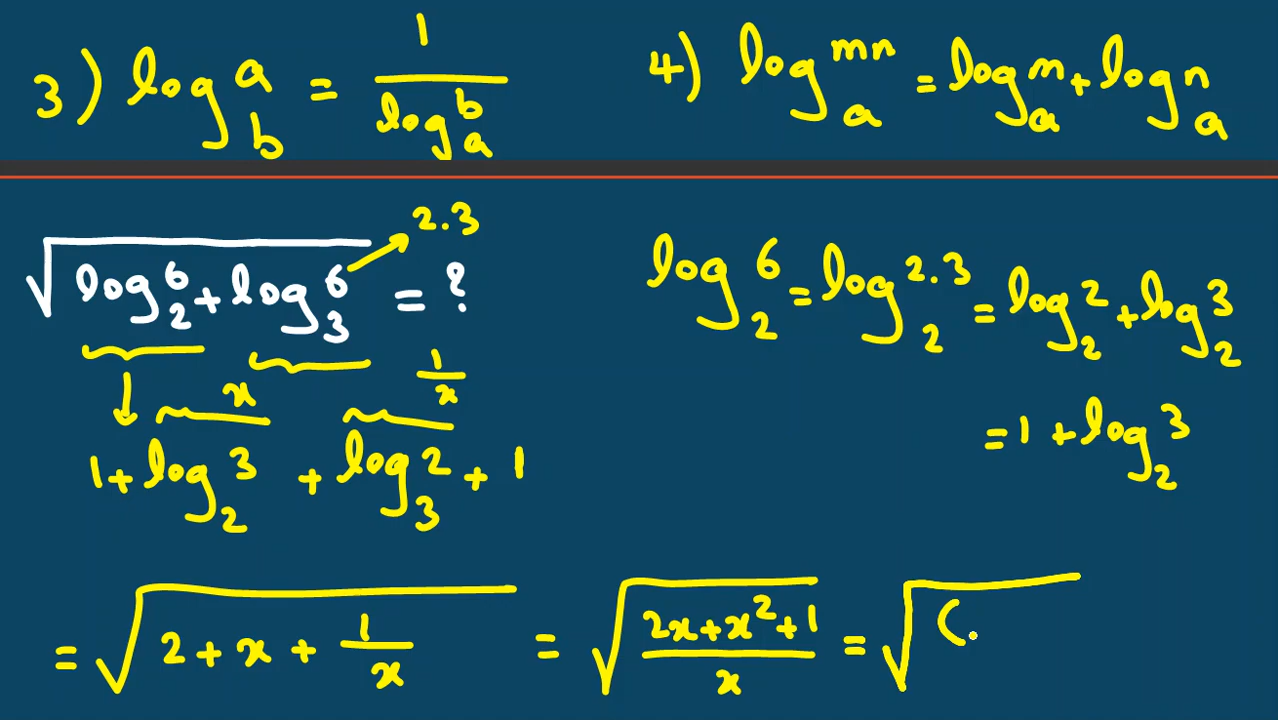 3) log_b a = 1/log_a b
4) log_a mn = log_a m + log_a n
√(log_2 6 + log_3 6) = ?
2.3
log_2 6 = log_2 2.3 = log_2 2 + log_2 3
x 1/x
1 + log_2 3 + log_3 2 + 1
= 1 + log_2 3
= √(2 + x + 1/x) = √((2x + x² + 1)/x) = √(